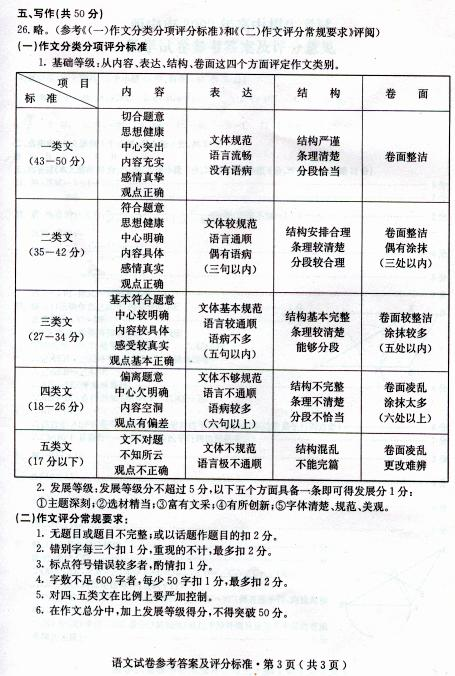 五、写作(共50分)
26.略。(参考《(一)作文分类分项评分标准》和《(二)作文评分常规要求》评阅)
(一)作文分类分项评分标准
1. 基础等级:从内容、表达、结构、卷面这四个方面评定作文类别。
项目
标准
内容
表达
结构
卷面
一类文
(43-50分)
切合题意
思想健康
中心突出
内容充实
感情真挚
观点正确
文体规范
语言流畅
没有语病
结构严谨
条理清楚
分段恰当
卷面整洁
二类文
(35-42分)
符合题意
思想健康
中心明确
内容具体
感情真实
观点正确
文体较规范
语言通顺
偶有语病
(三句以内)
结构安排合理
条理较清楚
分段较合理
卷面整洁
偶有涂抹
(三处以内)
三类文
(27-34分)
基本符合题意
中心较明确
内容较具体
感受较真实
观点基本正确
文体基本规范
语言较通顺
语病不多
(五句以内)
结构基本完整
条理较清楚
能够分段
卷面较整洁
涂抹较多
(五处以内)
四类文
(18-26分)
偏离题意
中心欠明确
内容空洞
观点有偏差
文体不够规范
语言不通顺
语病较多
(六句以上)
结构不完整
条理不清楚
分段不恰当
卷面凌乱
涂抹太多
(六处以上)
五类文
(17分以下)
文不对题
不知所云
观点不正确
文体不规范
语言极不通顺
结构混乱
不能完篇
卷面凌乱
更改难辨
2. 发展等级:发展等级分不超过5分,以下五个方面具备一条即可得发展分1分:
①主题深刻;②选材精当;③富有文采;④有所创新;⑤字体清楚、规范、美观。
(二)作文评分常规要求:
1. 无题目或题目不完整;或以话题作题目的扣2分。
2. 错别字每三个扣1分,重现的不计,最多扣2分。
3. 标点符号错误较多者,酌情扣1分。
4. 字数不足600字者,每少50字扣1分,最多扣2分。
5. 对四、五类文在比例上要严加控制。
6. 在作文总分中,加上发展等级得分,不得突破50分。
语文试卷参考答案及评分标准·第3页(共3页)